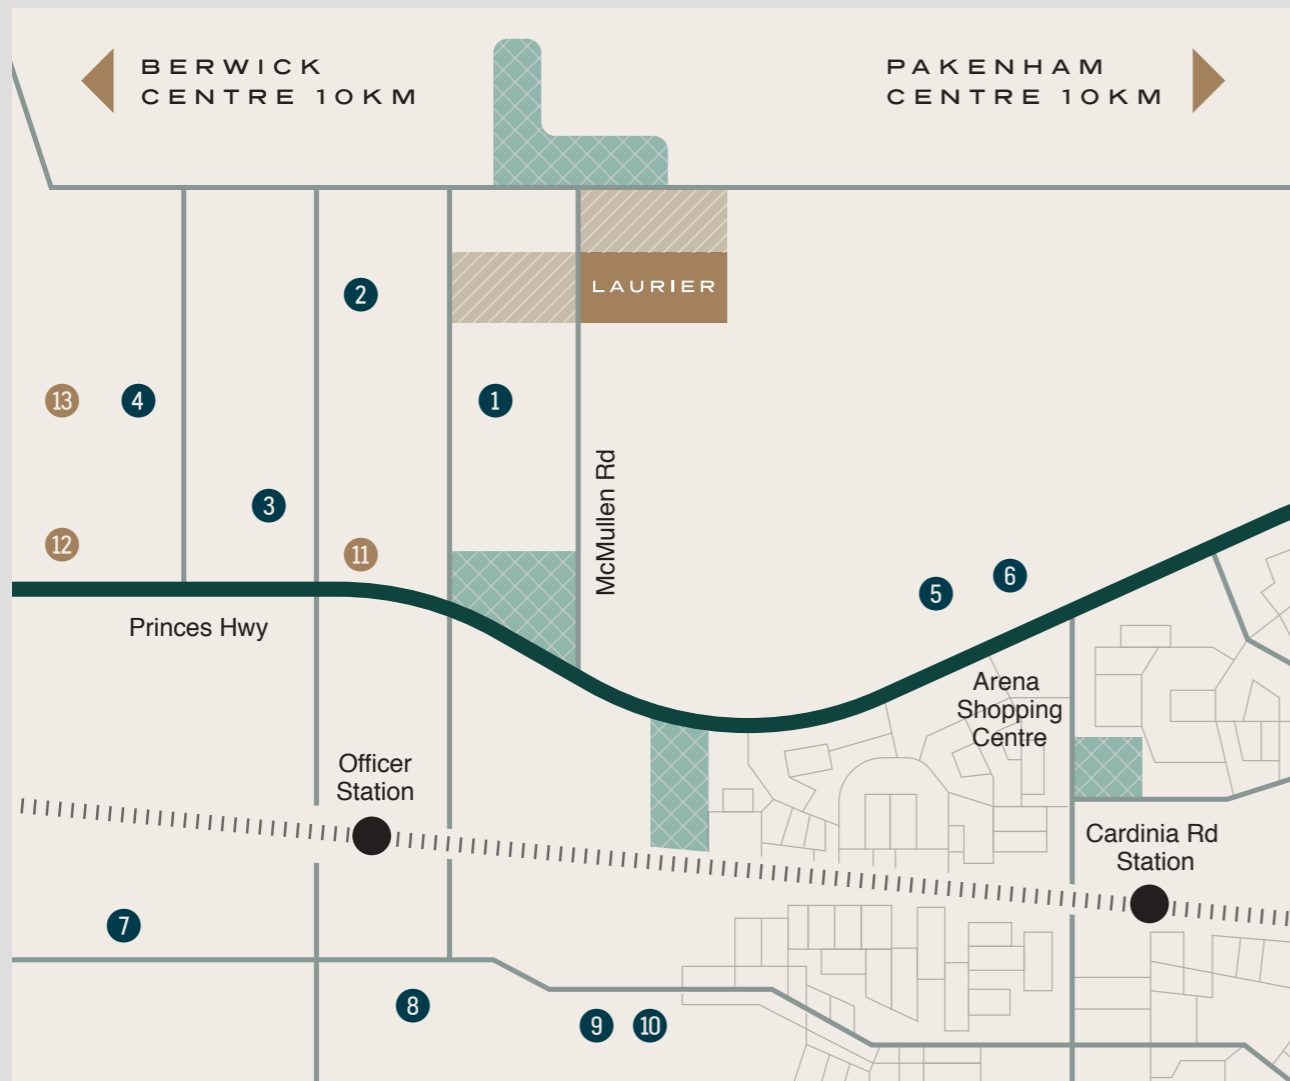 BERWICK
CENTRE 10KM
PAKENHAM
CENTRE 10KM
LAURIER
2
13
4
1
McMullen Rd
3
12
11
5
6
Princes Hwy
Arena
Shopping
Centre
Officer
Station
Cardinia Rd
Station
7
8
9
10